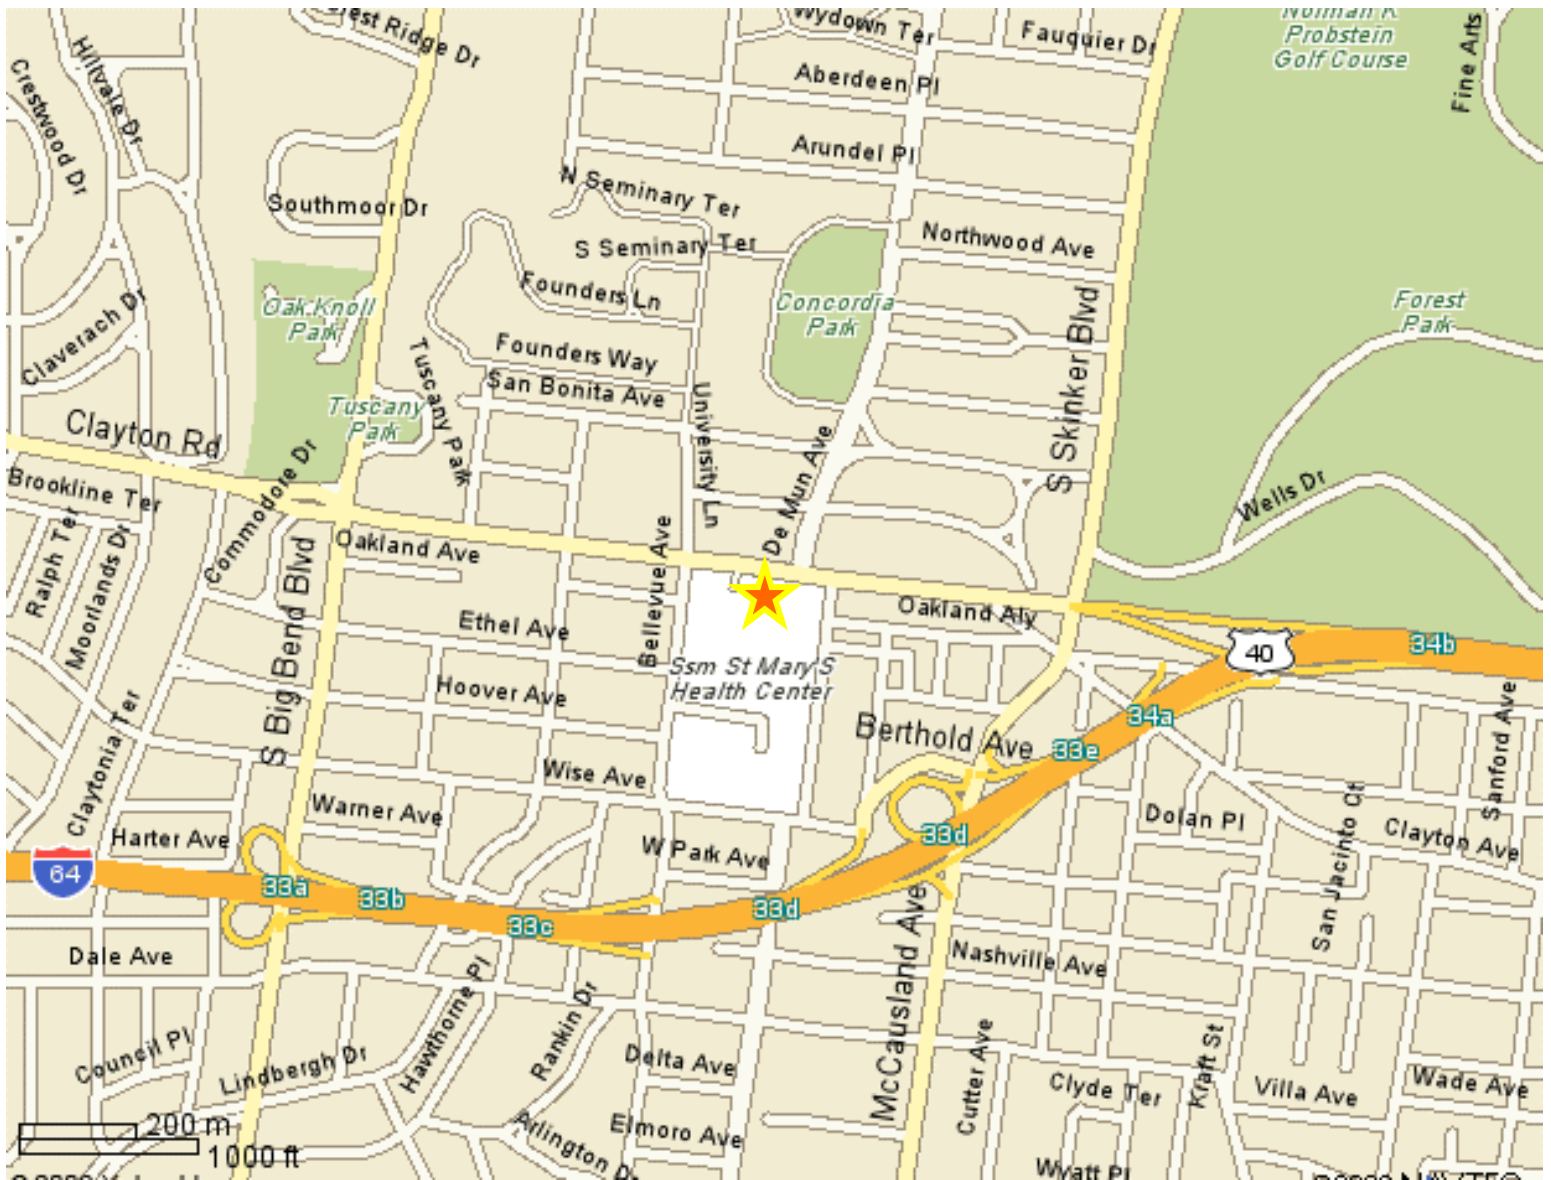 Forest Ridge Dr
Wydown Ter
Fauquier Dr
Norman K
Probstein
Golf Course
Fine Arts
Crestwood Dr
Hillvale Dr
Aberdeen Pl
Arundel Pl
N Seminary Ter
Southmoor Dr
S Seminary Ter
Northwood Ave
Founders Ln
Oak Knoll
Park
Concordia
Park
Forest
Park
Claverach Dr
Founders Way
San Bonita Ave
Tuscany Park
University Ln
S Skinker Blvd
Tuscany
Park
Clayton Rd
De Mun Ave
Brookline Ter
Commodore Dr
Wells Dr
Ralph Ter
Moorlands Dr
Oakland Ave
Bellevue Ave
S Big Bend Blvd
Ethel Ave
Oakland Aly
40
34b
Ssm St Mary'S
Health Center
Hoover Ave
Berthold Ave
34a
33e
Sanford Ave
Claytonia Ter
Wise Ave
Warner Ave
Harter Ave
W Park Ave
33d
Dolan Pl
San Jacinto Ct
Clayton Ave
64
33a
33b
33c
33d
McCausland Ave
Dale Ave
Nashville Ave
Hawthorne Pl
Rankin Dr
Council Pl
Lindbergh Dr
Delta Ave
Cutter Ave
Clyde Ter
Kraft St
Villa Ave
Wade Ave
200 m
1000 ft
Arlington Dr
Elmoro Ave
Wyatt Pl